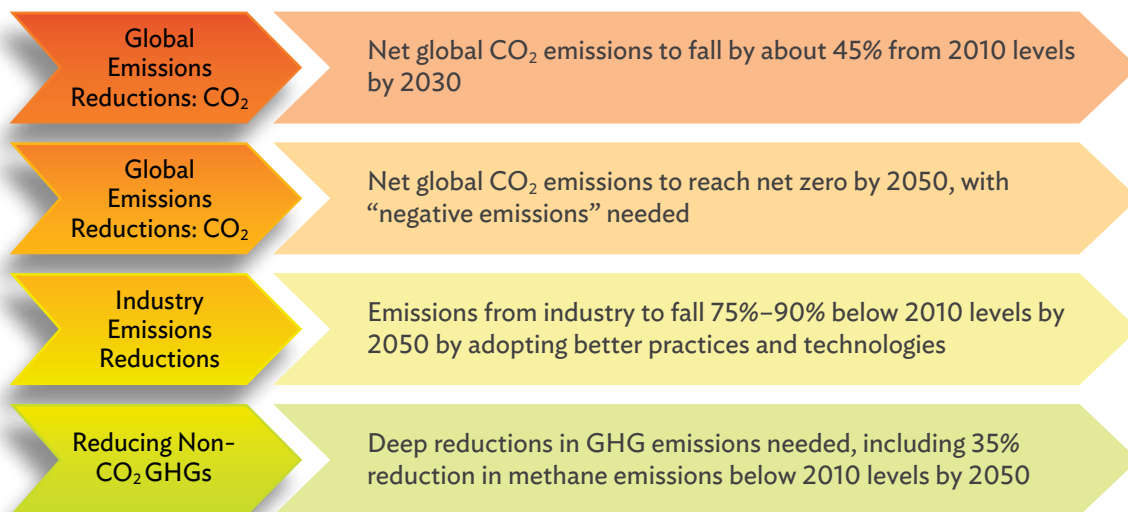 Global
Emissions
Reductions: CO₂
Net global CO₂ emissions to fall by about 45% from 2010 levels
by 2030
Global
Emissions
Reductions: CO₂
Net global CO₂ emissions to reach net zero by 2050, with
“negative emissions” needed
Industry
Emissions
Reductions
Emissions from industry to fall 75%–90% below 2010 levels by
2050 by adopting better practices and technologies
Reducing Non–
CO₂ GHGs
Deep reductions in GHG emissions needed, including 35%
reduction in methane emissions below 2010 levels by 2050